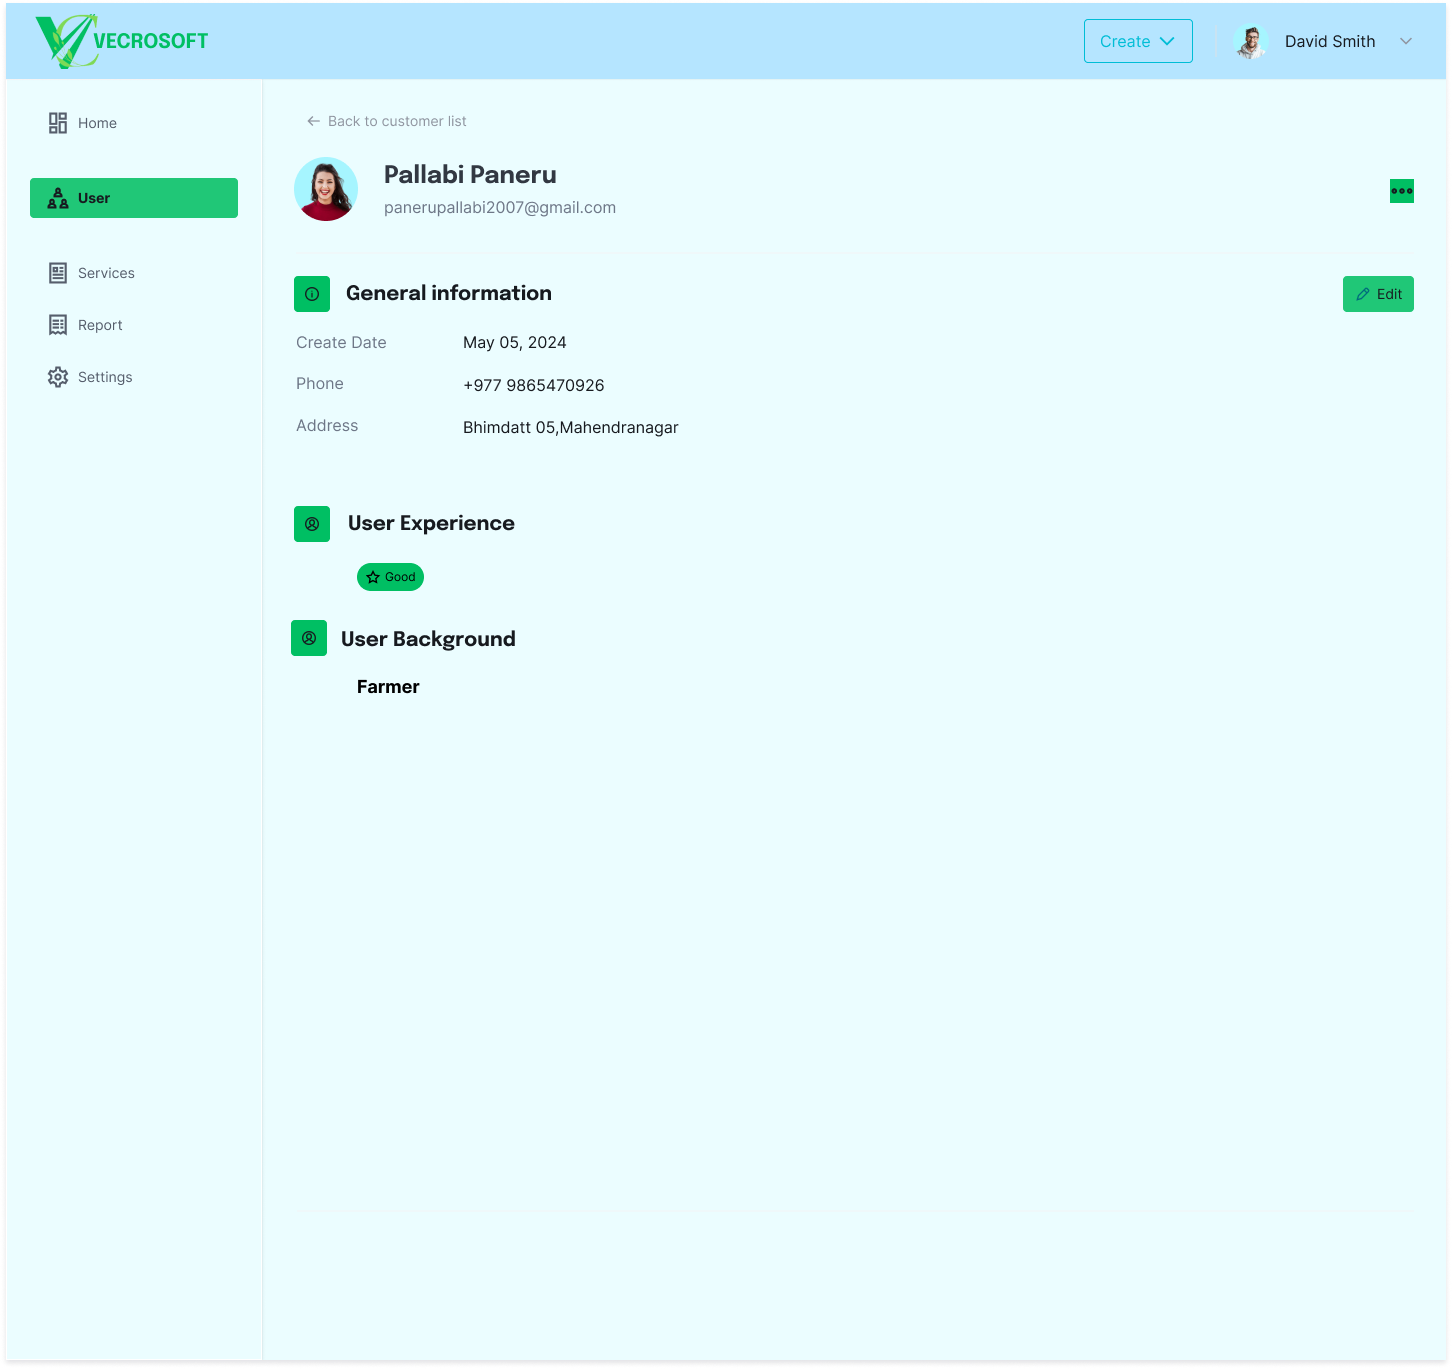 VECROSOFT
Create
David Smith
Home
User
Services
Report
Settings
Back to customer list
Pallabi Paneru
panerupallabi2007@gmail.com
General information
Edit
Create Date May 05, 2024
Phone +977 9865470926
Address Bhimdatt 05,Mahendranagar
User Experience
Good
User Background
Farmer